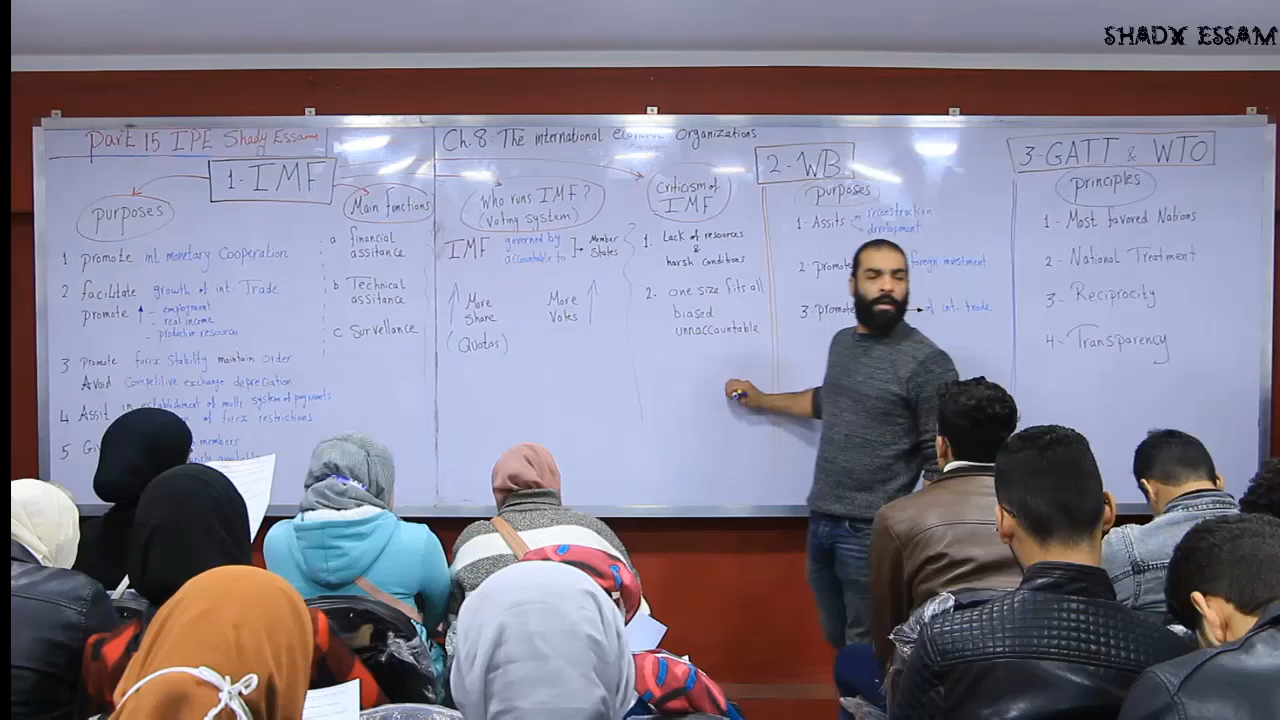 SHADY ESSAM
Part 15 IPE Shady Essam
Ch.8 - The international economic Organizations
1- IMF
purposes
1 promote int. monetary Cooperation
2 facilitate growth of int. Trade
promote ↑ - employment
- real income
- productive resources
3 Promote forex stability maintain order
Avoid competitive exchange depreciation
4 Assit in establishment of multi. system of payments
of forex restrictions
5 members
Main functions
a financial
assitance
b Technical
assitance
c Survellance
Who runs IMF?
(voting system)
IMF governed by
accountable to
Member
States
More
Share
(Quotas)
More
Votes
Criticism of
IMF
1. Lack of resources
&
harsh conditions
2- one size fits all
biased
unnaccountable
2- WB
purposes
1- Assits reconstruction
development
2- promote foreign investment
3- promote → of int. trade
3- GATT & WTO
principles
1- Most favored Nations
2- National Treatment
3- Reciprocity
4- Transparency